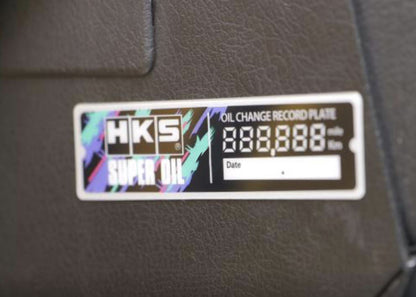 HKS®
SUPER OIL
OIL CHANGE RECORD PLATE
888,888 mile
Km
Date